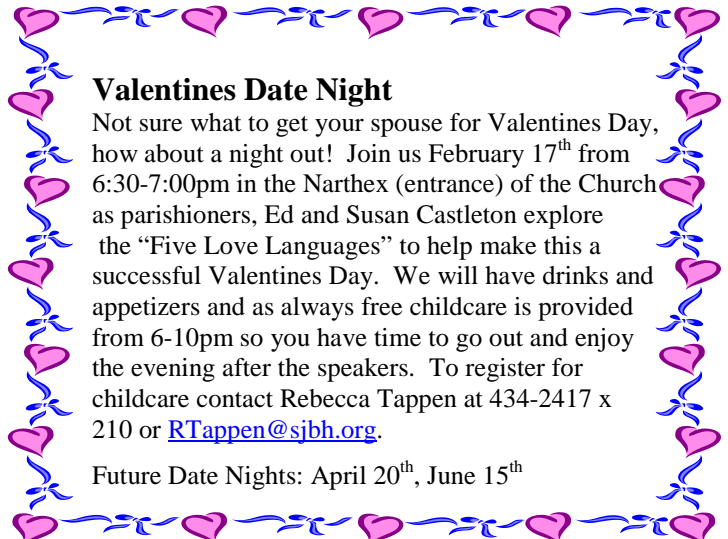 Valentines Date Night
Not sure what to get your spouse for Valentines Day,
how about a night out!  Join us February 17th from
6:30-7:00pm in the Narthex (entrance) of the Church
as parishioners, Ed and Susan Castleton explore
the “Five Love Languages” to help make this a
successful Valentines Day.  We will have drinks and
appetizers and as always free childcare is provided
from 6-10pm so you have time to go out and enjoy
the evening after the speakers.  To register for
childcare contact Rebecca Tappen at 434-2417 x
210 or RTappen@sjbh.org.
Future Date Nights: April 20th, June 15th